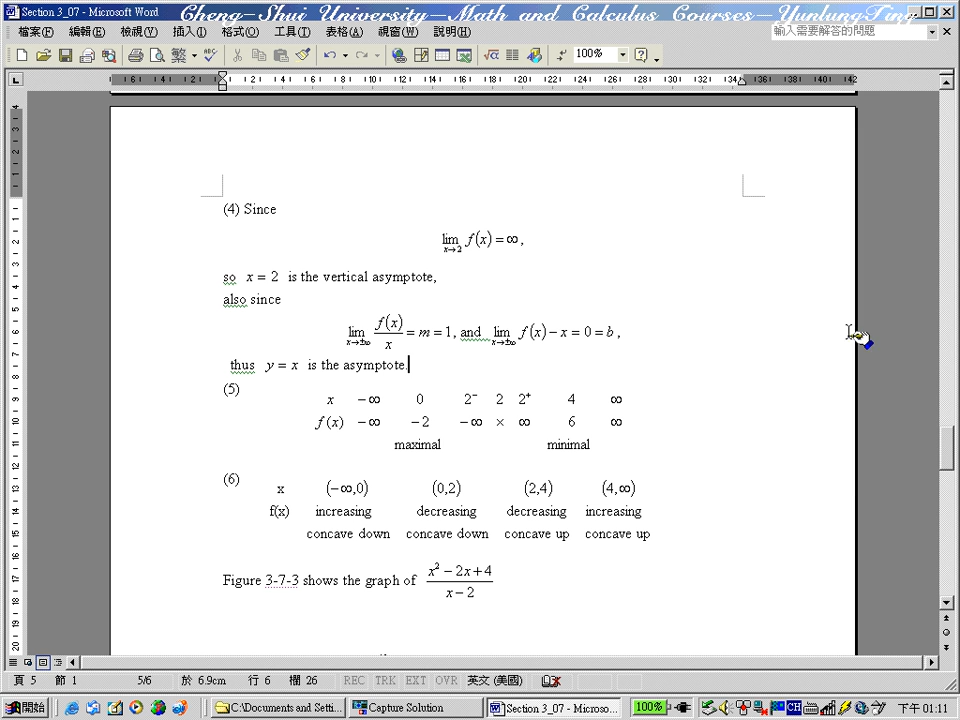 Section 3_07 - Microsoft Word
Cheng-Shui University-Math and Calculus Courses-YunlungTing
檔案(F) 編輯(E) 檢視(V) 插入(I) 格式(O) 工具(T) 表格(A) 視窗(W) 說明(H) 輸入需要解答的問題
100%
(4) Since
lim x→2 f(x) = ∞ ,
so x = 2 is the vertical asymptote,
also since
lim x→±∞ f(x)/x = m = 1, and lim x→±∞ f(x) − x = 0 = b ,
thus y = x is the asymptote.
(5)
x −∞ 0 2⁻ 2 2⁺ 4 ∞
f(x) −∞ −2 −∞ × ∞ 6 ∞
maximal minimal
(6)
x (−∞,0) (0,2) (2,4) (4,∞)
f(x) increasing decreasing decreasing increasing
concave down concave down concave up concave up
Figure 3-7-3 shows the graph of x² − 2x + 4 / x − 2
頁 5 節 1 5/6 於 6.9cm 行 6 欄 26 REC TRK EXT OVR 英文 (美國)
開始 C:\Documents and Setti... Capture Solution Section_3_07 - Microso... 100% CH 下午 01:11